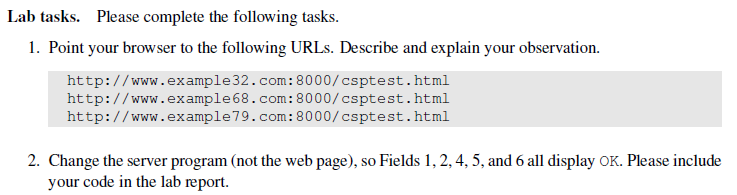 Lab tasks. Please complete the following tasks.
1. Point your browser to the following URLs. Describe and explain your observation.
http://www.example32.com:8000/csptest.html
http://www.example68.com:8000/csptest.html
http://www.example79.com:8000/csptest.html
2. Change the server program (not the web page), so Fields 1, 2, 4, 5, and 6 all display OK. Please include
your code in the lab report.